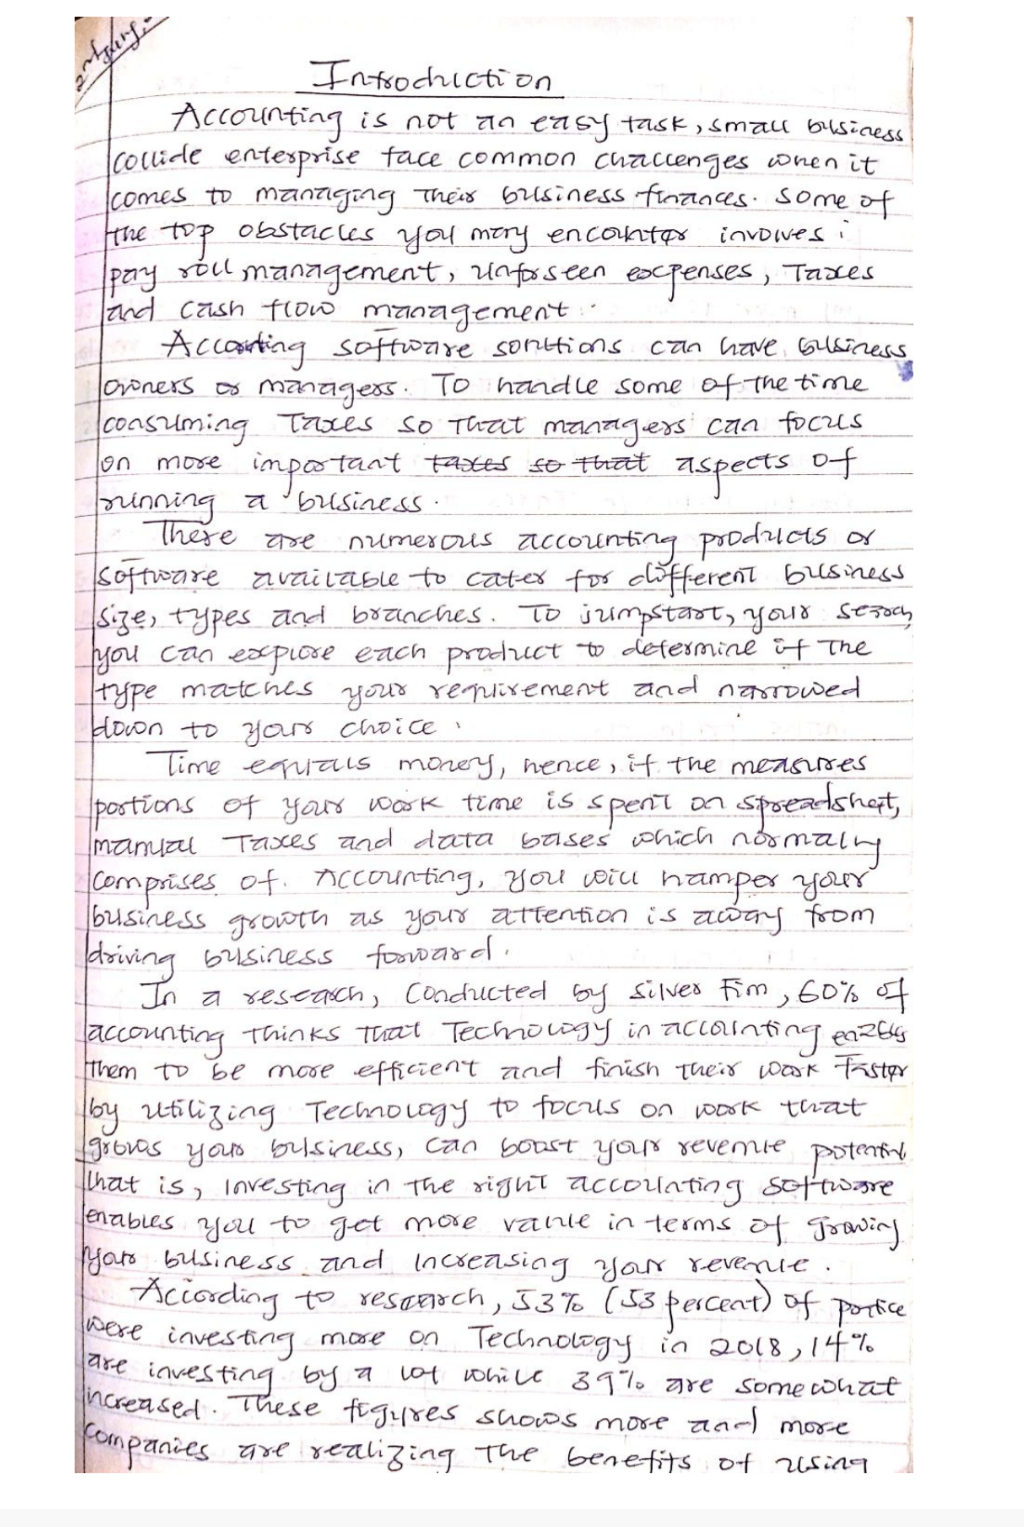 Introduction
Accounting is not an easy task, small business
collide enterprise face common challenges when it
comes to managing their business finances. Some of
the top obstacles you may encounter involves :
pay roll management, unforseen expenses, Taxes
and cash flow management.
Accounting software solutions can have business
owners or managers. To handle some of the time
consuming Taxes so that managers can focus
on more important taxes so that aspects of
running a business.
There are numerous accounting products or
software available to cater for different business
size, types and branches. To jumpstart, your search
you can explore each product to determine if the
type matches your requirement and narrowed
down to your choice.
Time equals money, hence, if the measures
portions of your work time is spent on spreadsheet,
manual Taxes and data bases which normally
comprises of. Accounting, you will hamper your
business growth as your attention is away from
driving business forward.
In a research, conducted by Silver Fim, 60% of
accounting thinks that Technology in accounting enables
them to be more efficient and finish their work faster
by utilizing Technology to focus on work that
grows your business, can boost your revenue potential
that is, investing in the right accounting software
enables you to get more value in terms of growing
your business and increasing your revenue.
According to research, 53% (53 percent) of
were investing more on Technology in 2018, 14%
are investing by a lot while 39% are somewhat
increased. These figures shows more and more
companies are realizing the benefits of using